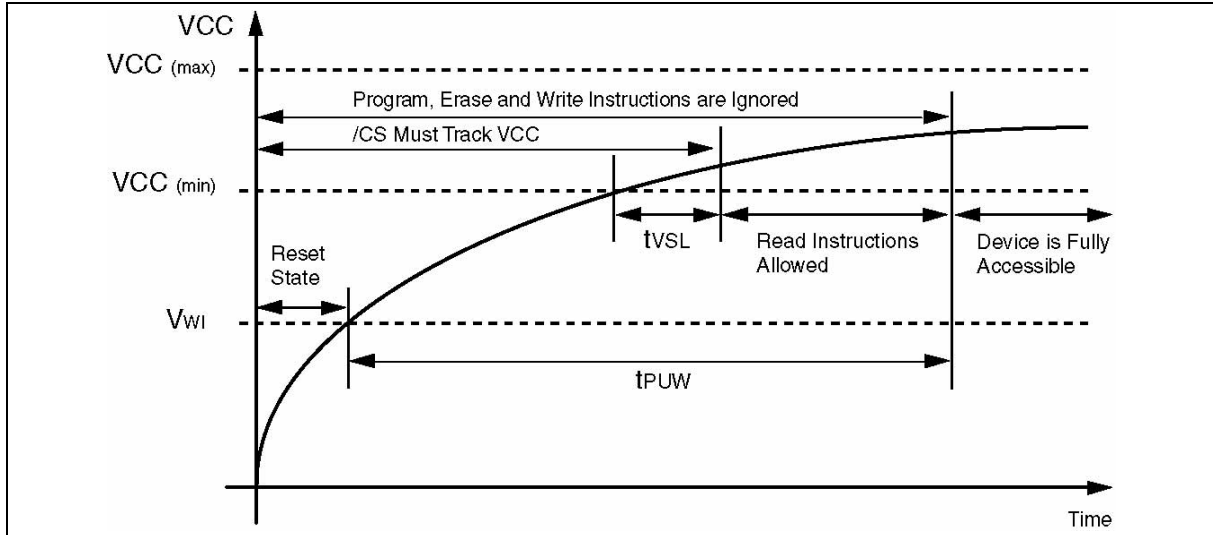 VCC
VCC (max)
Program, Erase and Write Instructions are Ignored
/CS Must Track VCC
VCC (min)
tVSL
Read Instructions
Allowed
Device is Fully
Accessible
Reset
State
VWI
tPUW
Time